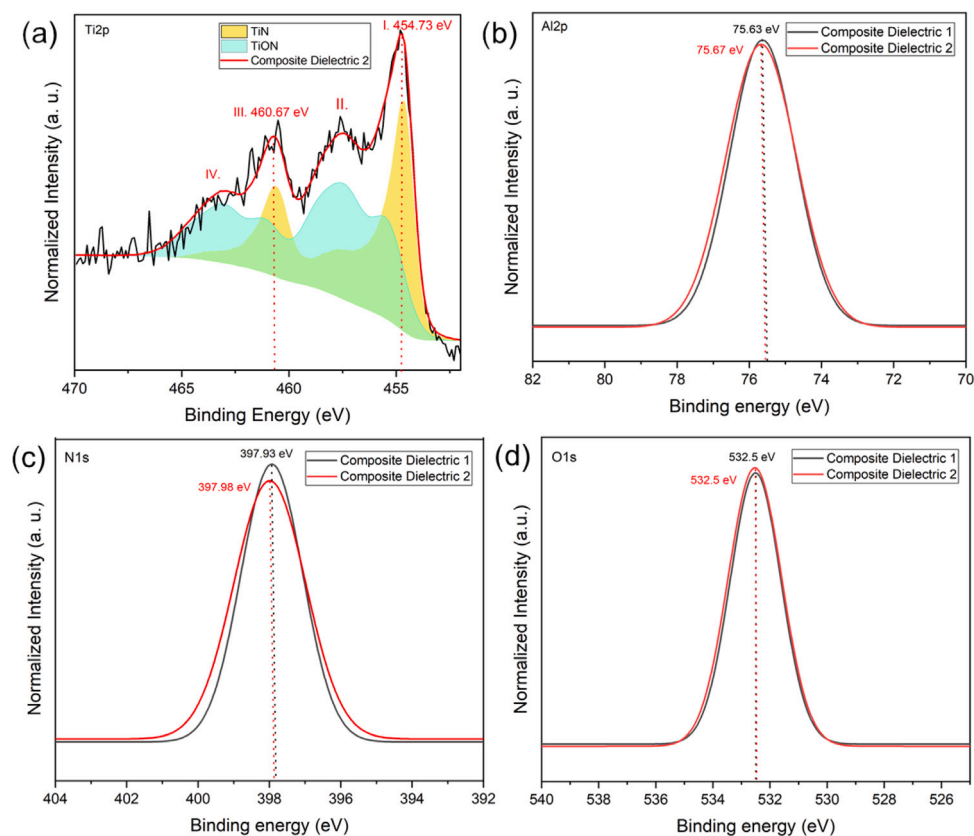 (a)
Ti2p
TiN
TiON
Composite Dielectric 2
I. 454.73 eV
III. 460.67 eV
II.
IV.
Normalized Intensity (a. u.)
470
465
460
455
Binding Energy (eV)
(b)
Al2p
75.63 eV
75.67 eV
Composite Dielectric 1
Composite Dielectric 2
Normalized Intensity (a. u.)
82
80
78
76
74
72
70
Binding energy (eV)
(c)
N1s
397.93 eV
397.98 eV
Composite Dielectric 1
Composite Dielectric 2
Normalized Intensity (a. u.)
404
402
400
398
396
394
392
Binding energy (eV)
(d)
O1s
532.5 eV
532.5 eV
Composite Dielectric 1
Composite Dielectric 2
Normalized Intensity (a.u.)
540
538
536
534
532
530
528
526
Binding energy (eV)